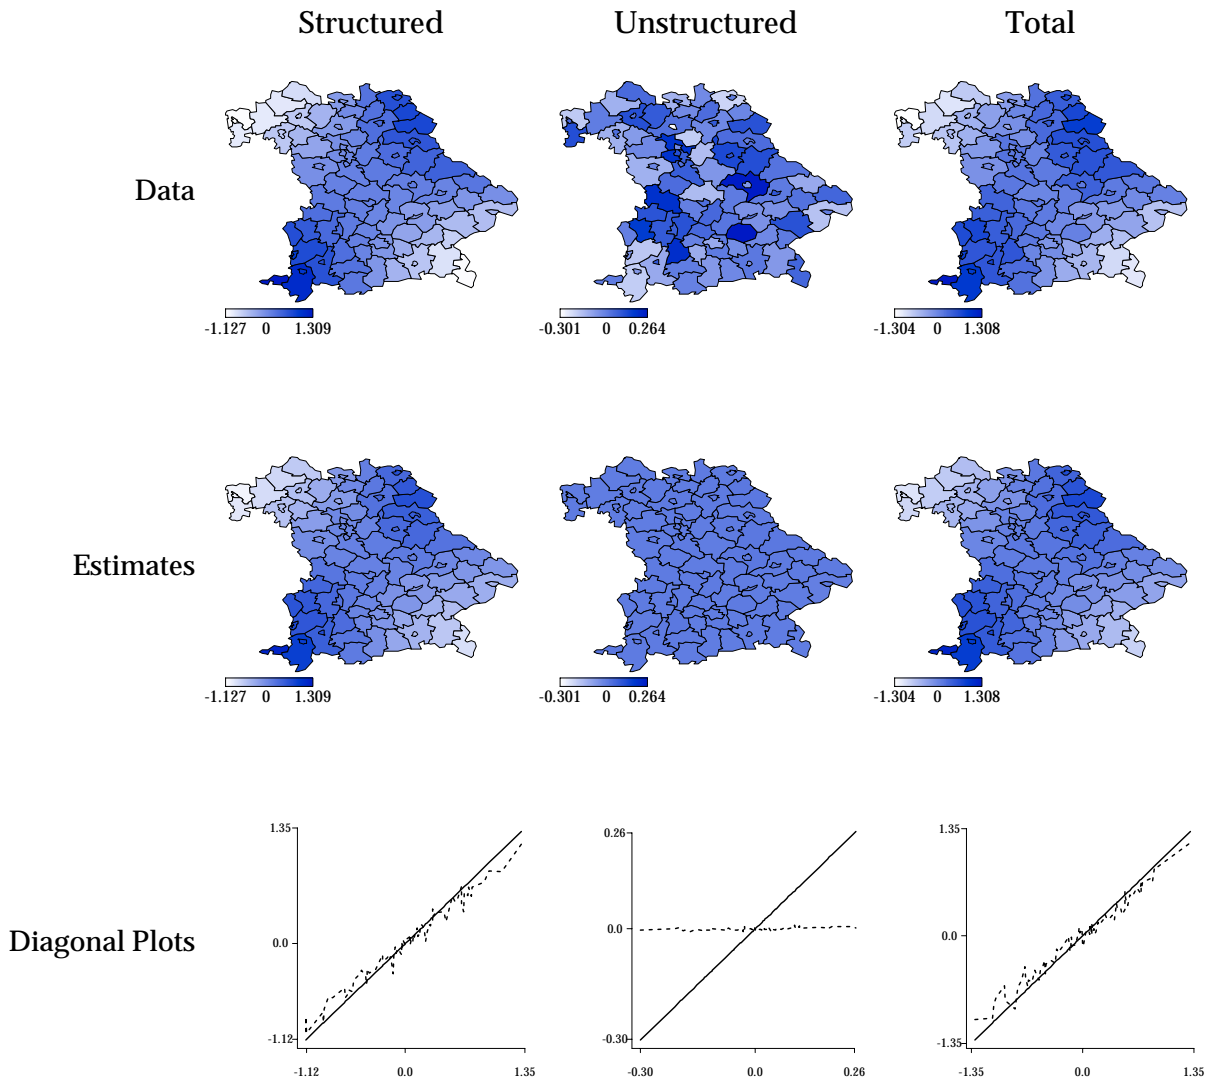 Structured Unstructured Total
Data
-1.127 0 1.309 -0.301 0 0.264 -1.304 0 1.308
Estimates
-1.127 0 1.309 -0.301 0 0.264 -1.304 0 1.308
Diagonal Plots
1.35
0.0
-1.12
-1.12 0.0 1.35
0.26
0.0
-0.30
-0.30 0.0 0.26
1.35
0.0
-1.35
-1.35 0.0 1.35